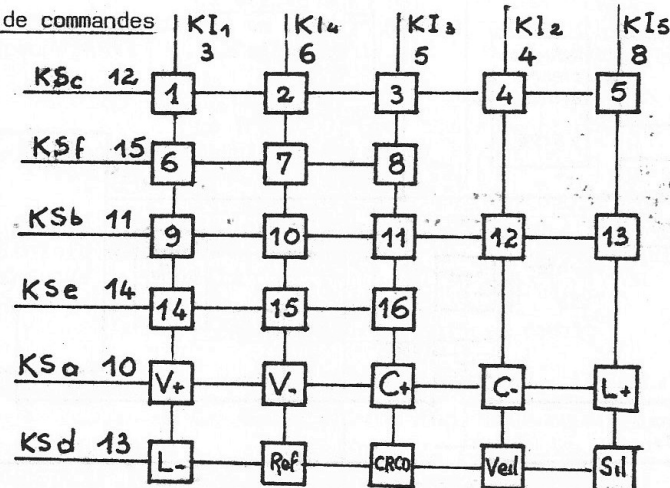 de commandes
KI1 KI4 KI3 KI2 KI5
3 6 5 4 8
KSc 12 1 2 3 4 5
KSf 15 6 7 8
KSb 11 9 10 11 12 13
KSe 14 14 15 16
KSa 10 V+ V- C+ C- L+
KSd 13 L- Ref CRCO Veil Stl